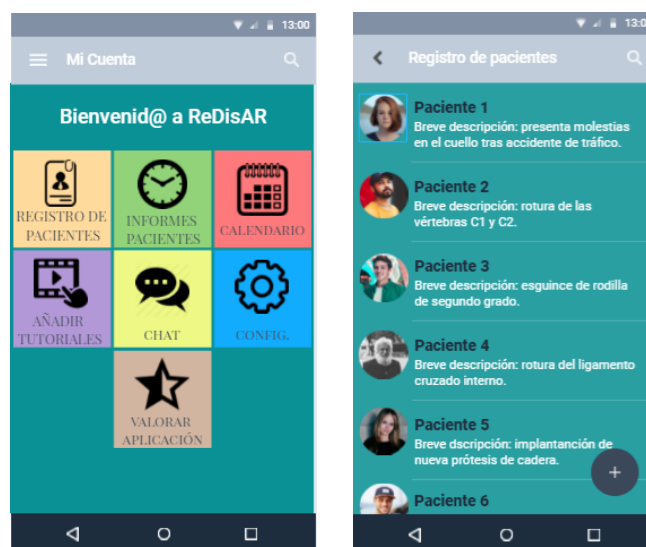 13:00
Mi Cuenta
Bienvenid@ a ReDisAR
REGISTRO DE
PACIENTES
INFORMES
PACIENTES
CALENDARIO
AÑADIR
TUTORIALES
CHAT
CONFIG.
VALORAR
APLICACIÓN
13:0
Registro de pacientes
Paciente 1
Breve descripción: presenta molestias
en el cuello tras accidente de tráfico.
Paciente 2
Breve descripción: rotura de las
vértebras C1 y C2.
Paciente 3
Breve descripción: esguince de rodilla
de segundo grado.
Paciente 4
Breve descripción: rotura del ligamento
cruzado interno.
Paciente 5
Breve dscripción: implantanción de
nueva prótesis de cadera.
Paciente 6